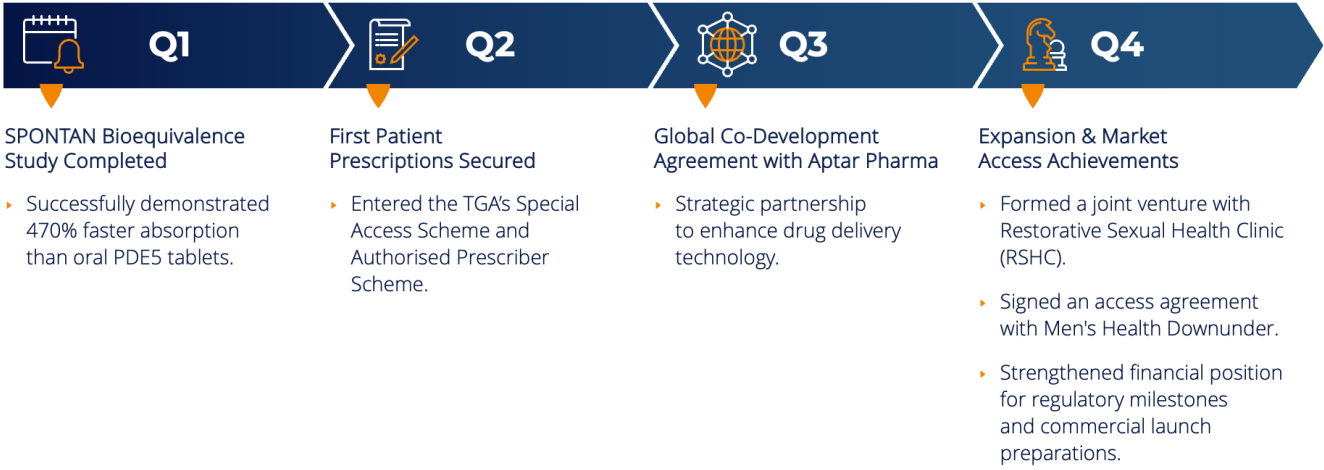 Q1
SPONTAN Bioequivalence
Study Completed
Successfully demonstrated
470% faster absorption
than oral PDE5 tablets.
Q2
First Patient
Prescriptions Secured
Entered the TGA’s Special
Access Scheme and
Authorised Prescriber
Scheme.
Q3
Global Co-Development
Agreement with Aptar Pharma
Strategic partnership
to enhance drug delivery
technology.
Q4
Expansion & Market
Access Achievements
Formed a joint venture with
Restorative Sexual Health Clinic
(RSHC).
Signed an access agreement
with Men's Health Downunder.
Strengthened financial position
for regulatory milestones
and commercial launch
preparations.